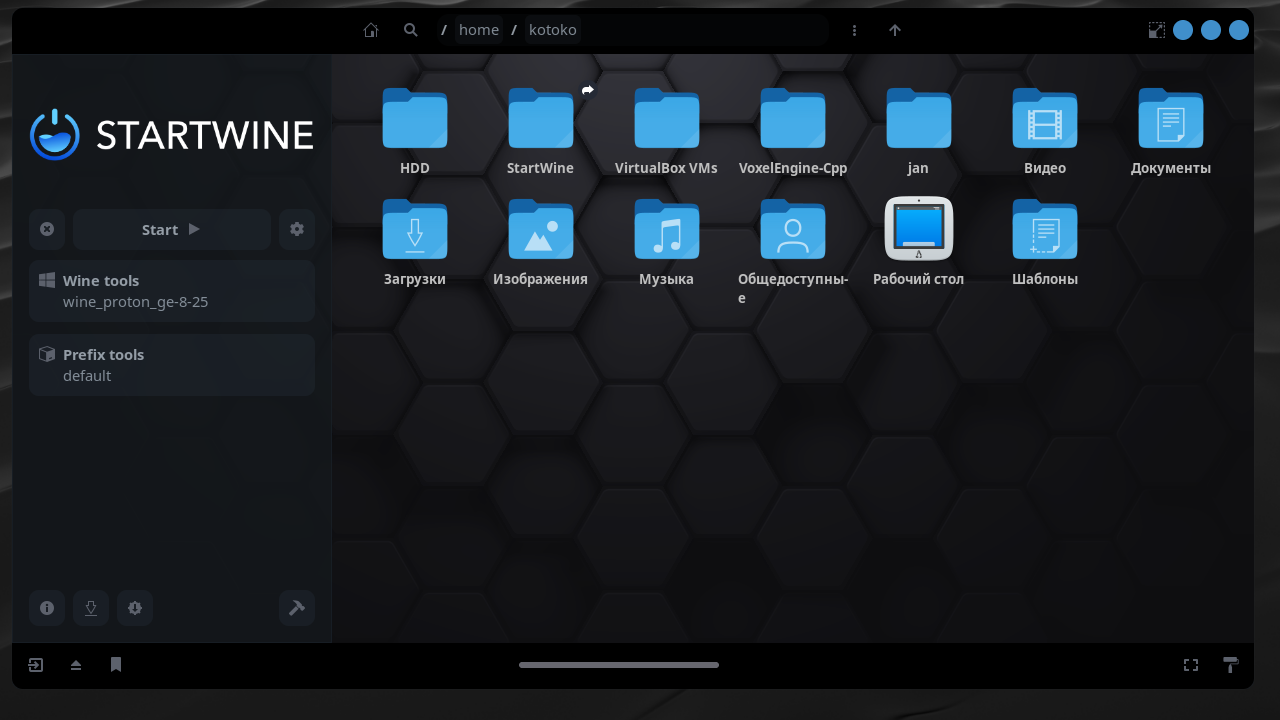 / home / kotoko
STARTWINE
Start
Wine tools
wine_proton_ge-8-25
Prefix tools
default
HDD
StartWine
VirtualBox VMs
VoxelEngine-Cpp
jan
Видео
Документы
Загрузки
Изображения
Музыка
Общедоступны-
е
Рабочий стол
Шаблоны